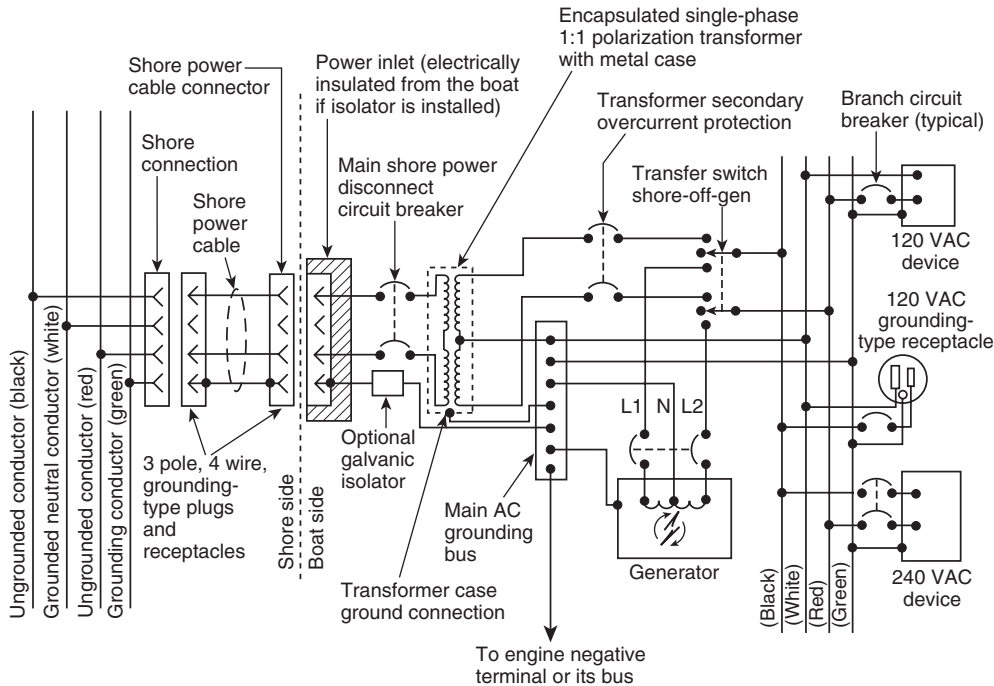 Encapsulated single-phase
1:1 polarization transformer
with metal case
Shore power
cable connector
Power inlet (electrically
insulated from the boat
if isolator is installed)
Transformer secondary
overcurrent protection
Branch circuit
breaker (typical)
Shore
connection
Main shore power
disconnect
circuit breaker
Transfer switch
shore-off-gen
Shore
power
cable
120 VAC
device
120 VAC
grounding-
type receptacle
L1 N L2
Ungrounded conductor (black)
Grounded neutral conductor (white)
Ungrounded conductor (red)
Grounding conductor (green)
3 pole, 4 wire,
grounding-
type plugs
and
receptacles
Shore side
Boat side
Optional
galvanic
isolator
Main AC
grounding
bus
Generator
Transformer case
ground connection
(Black)
(White)
(Red)
(Green)
240 VAC
device
To engine negative
terminal or its bus